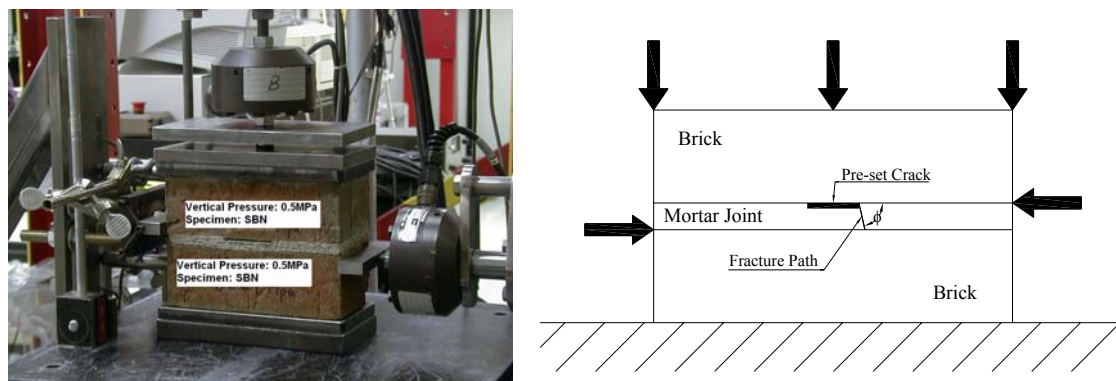 B
Vertical Pressure: 0.5MPa
Specimen: SBN
Vertical Pressure: 0.5MPa
Specimen: SBN
Brick
Pre-set Crack
Mortar Joint
ϕ
Fracture Path
Brick